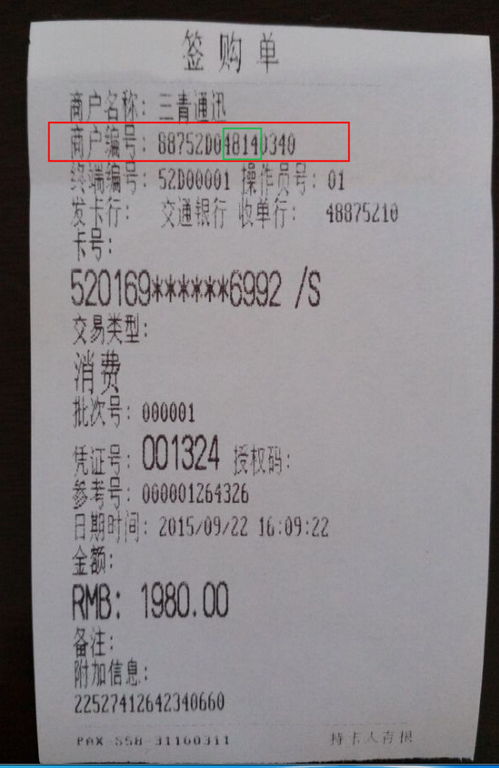 签购单
商户名称: 三青通迅
商户编号: 88752D048140340
终端编号: 52D00001 操作员号: 01
发卡行: 交通银行 收单行: 48875210
卡号:
520169******6992 /S
交易类型:
消费
批次号: 000001
凭证号: 001324 授权码:
参考号: 000001264326
日期时间: 2015/09/22 16:09:22
金额:
RMB: 1980.00
备注:
附加信息:
22527412642340660
PAX-S58-31160311 持卡人存根